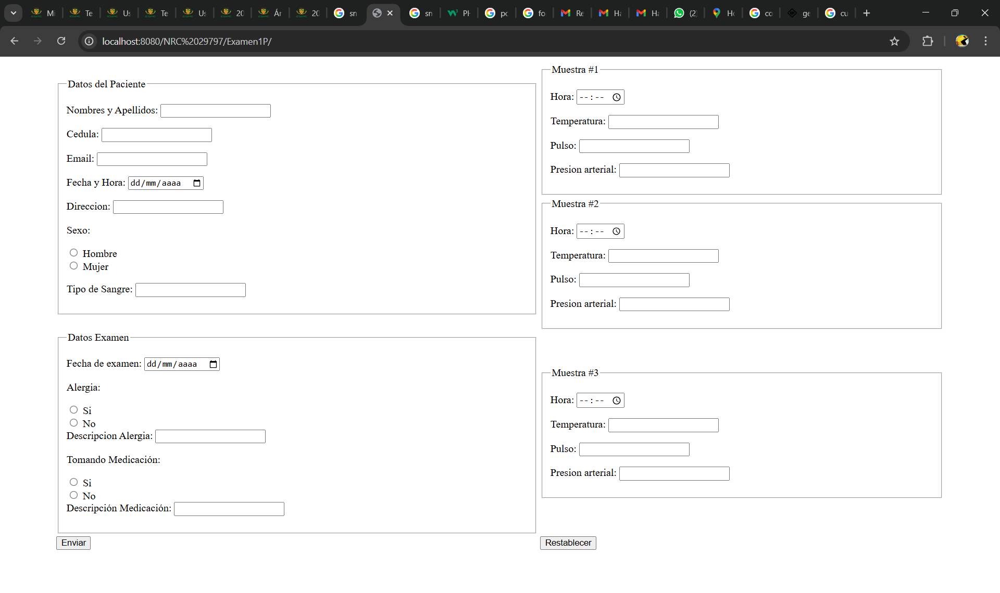 Mi Te Us Te Us 20 Ár 20 sn sn PH pc fo Re Ha Ha (2) Ho co ge cu
localhost:8080/NRC%2029797/Examen1P/
Datos del Paciente
Nombres y Apellidos:
Cedula:
Email:
Fecha y Hora: dd/mm/aaaa
Direccion:
Sexo:
Hombre
Mujer
Tipo de Sangre:
Datos Examen
Fecha de examen: dd/mm/aaaa
Alergia:
Si
No
Descripcion Alergia:
Tomando Medicación:
Si
No
Descripción Medicación:
Enviar
Muestra #1
Hora: --:--
Temperatura:
Pulso:
Presion arterial:
Muestra #2
Hora: --:--
Temperatura:
Pulso:
Presion arterial:
Muestra #3
Hora: --:--
Temperatura:
Pulso:
Presion arterial:
Restablecer